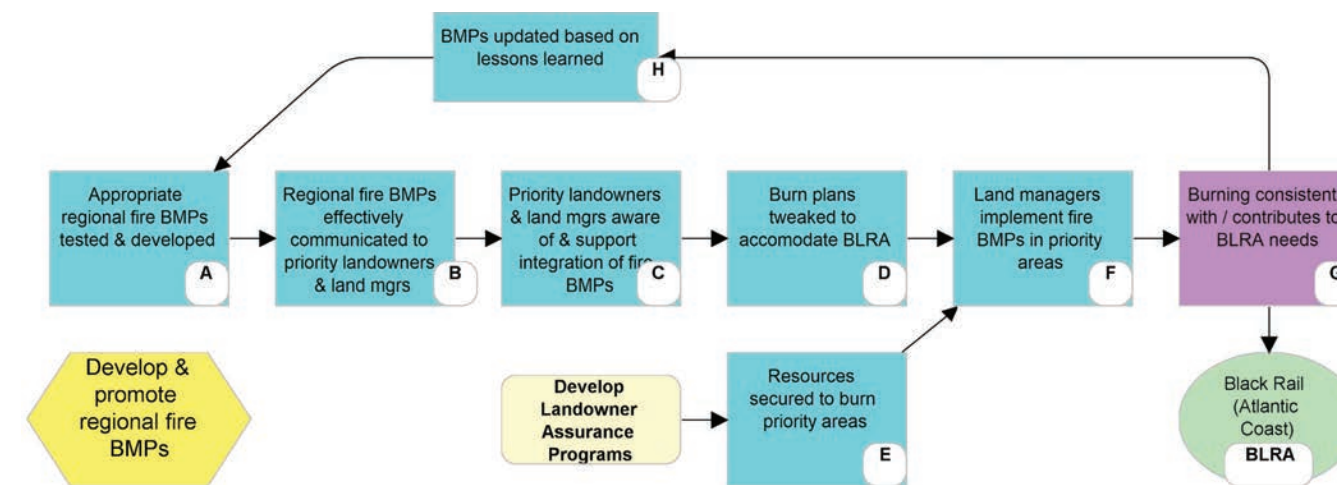 BMPs updated based on
lessons learned
H
Appropriate
regional fire BMPs
tested & developed
A
Regional fire BMPs
effectively
communicated to
priority landowners
& land mgrs
B
Priority landowners
& land mgrs aware
of & support
integration of fire
BMPs
C
Burn plans
tweaked to
accomodate BLRA
D
Land managers
implement fire
BMPs in priority
areas
F
Burning consistent
with / contributes to
BLRA needs
G
Develop &
promote
regional fire
BMPs
Develop
Landowner
Assurance
Programs
Resources
secured to burn
priority areas
E
Black Rail
(Atlantic
Coast)
BLRA